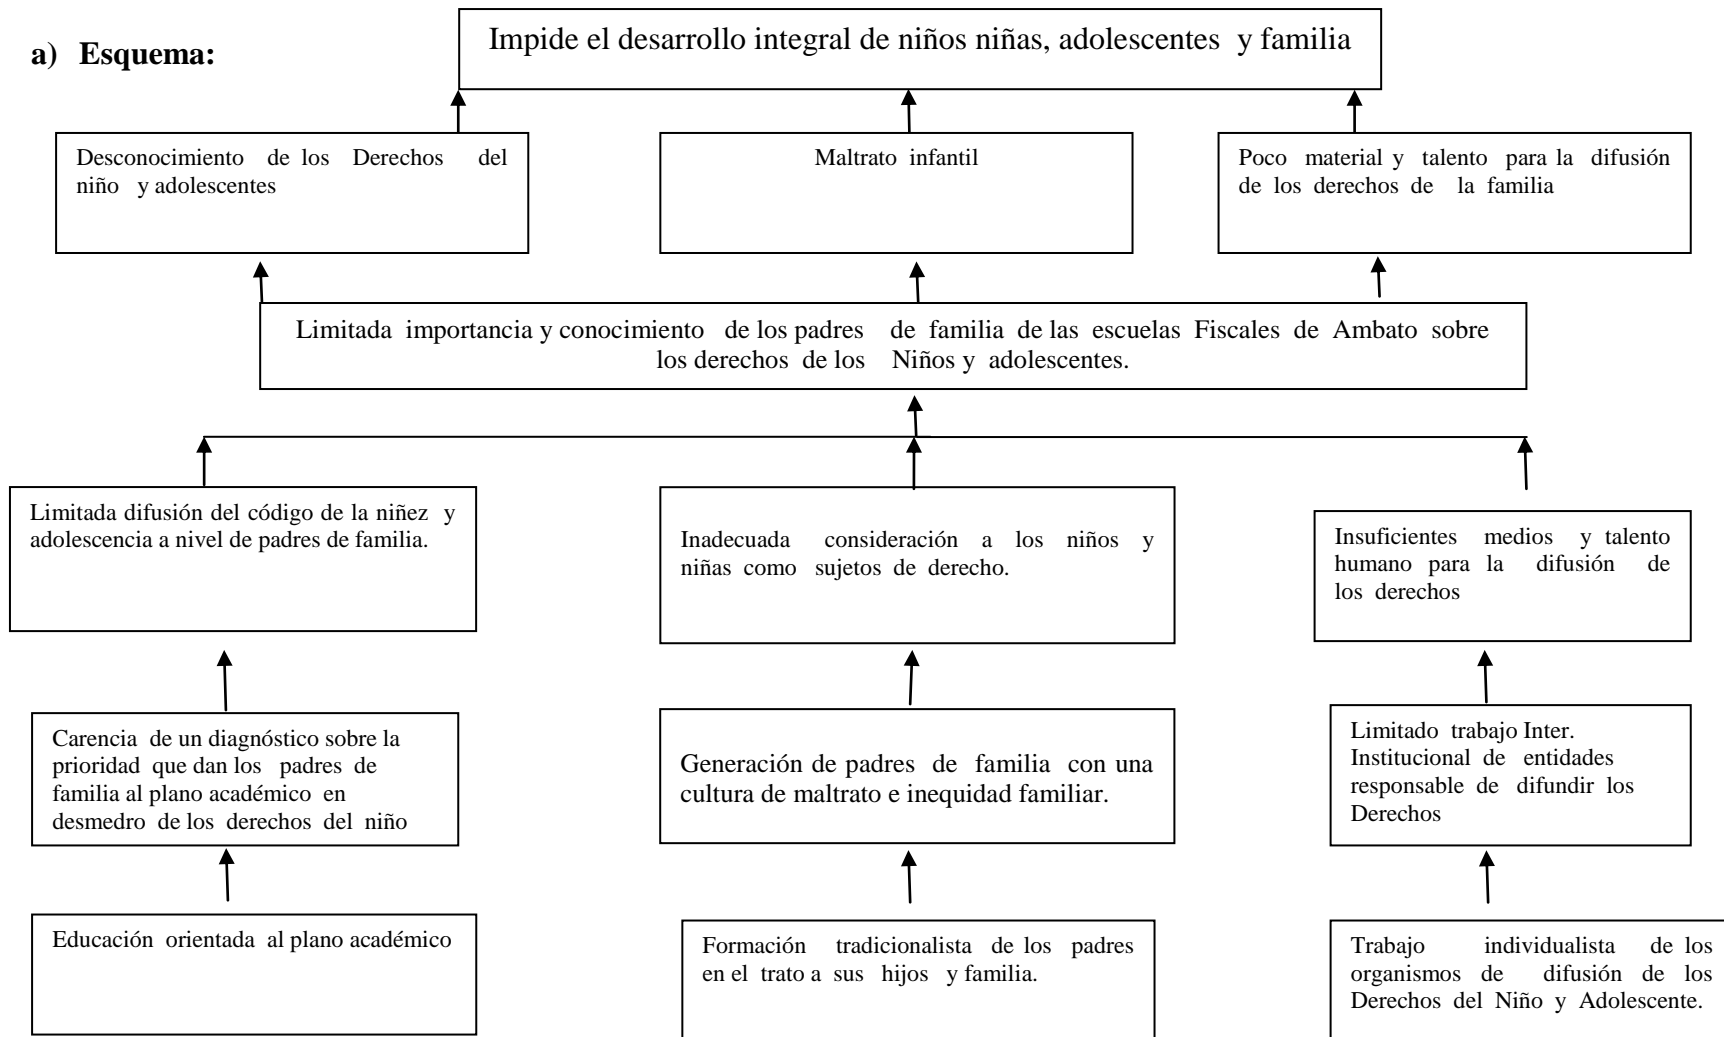 a) Esquema:
Impide el desarrollo integral de niños niñas, adolescentes y familia
Desconocimiento de los Derechos del
niño y adolescentes
Maltrato infantil
Poco material y talento para la difusión
de los derechos de la familia
Limitada importancia y conocimiento de los padres de familia de las escuelas Fiscales de Ambato sobre
los derechos de los Niños y adolescentes.
Limitada difusión del código de la niñez y
adolescencia a nivel de padres de familia.
Inadecuada consideración a los niños y
niñas como sujetos de derecho.
Insuficientes medios y talento
humano para la difusión de
los derechos
Carencia de un diagnóstico sobre la
prioridad que dan los padres de
familia al plano académico en
desmedro de los derechos del niño
Generación de padres de familia con una
cultura de maltrato e inequidad familiar.
Limitado trabajo Inter.
Institucional de entidades
responsable de difundir los
Derechos
Educación orientada al plano académico
Formación tradicionalista de los padres
en el trato a sus hijos y familia.
Trabajo individualista de los
organismos de difusión de los
Derechos del Niño y Adolescente.